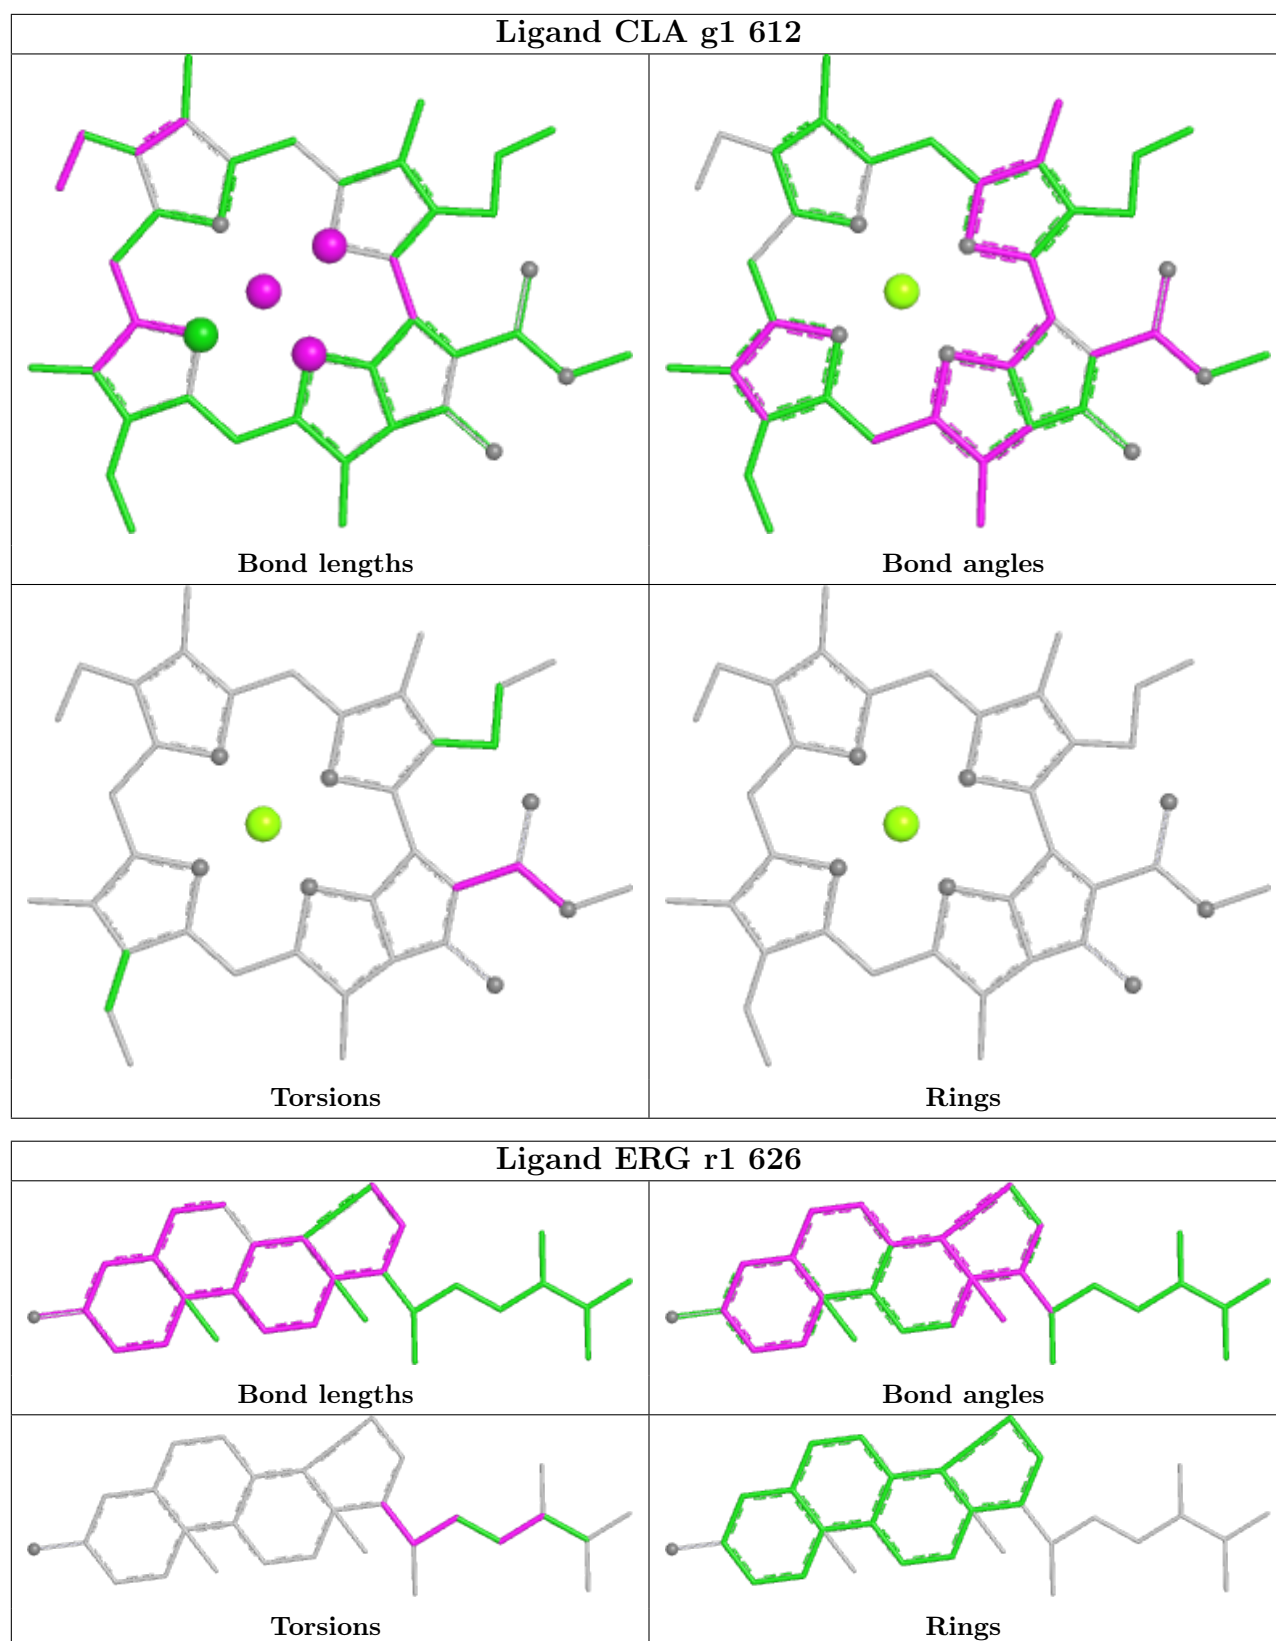 Ligand CLA g1 612
Bond lengths
Bond angles
Torsions
Rings
Ligand ERG r1 626
Bond lengths
Bond angles
Torsions
Rings